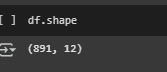 [ ] df.shape
(891, 12)